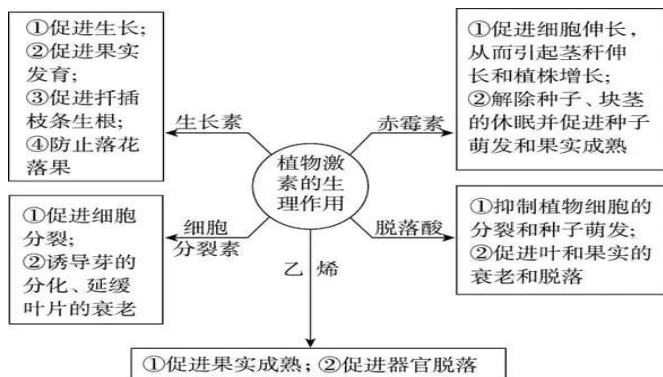 ①促进生长;
②促进果实
发育;
③促进扦插
枝条生根;
④防止落花
落果
生长素
赤霉素
①促进细胞伸长,
从而引起茎秆伸
长和植株增长;
②解除种子、块茎
的休眠并促进种子
萌发和果实成熟
植物激
素的生
理作用
①促进细胞
分裂;
②诱导芽的
分化、延缓
叶片的衰老
细胞
分裂素
脱落酸
①抑制植物细胞的
分裂和种子萌发;
②促进叶和果实的
衰老和脱落
乙烯
①促进果实成熟;②促进器官脱落